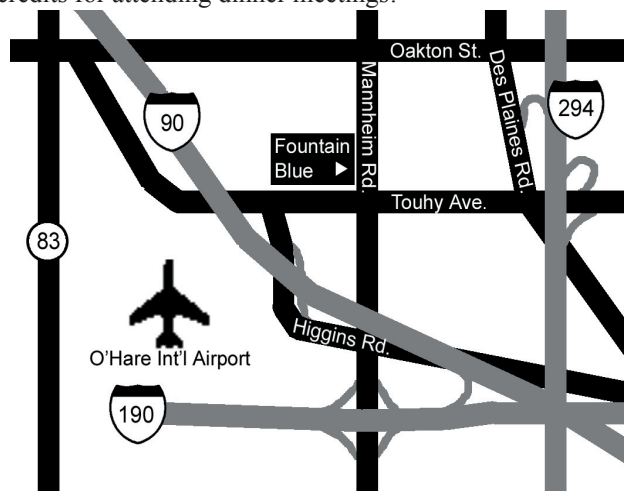 credits for attending dinner meetings?
Oakton St.
90
Mannheim Rd.
Des Plaines Rd.
294
Fountain
Blue
Touhy Ave.
83
Higgins Rd.
O'Hare Int'l Airport
190